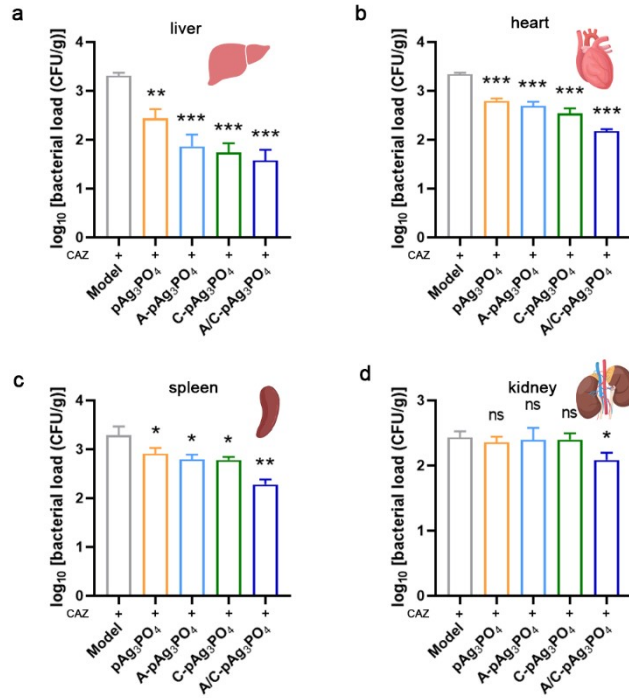 a
liver
log₁₀ [bacterial load (CFU/g)]
4
3
2
1
0
**
***
***
***
CAZ + + + + +
Model
pAg₃PO₄
A-pAg₃PO₄
C-pAg₃PO₄
A/C-pAg₃PO₄
b
heart
log₁₀ [bacterial load (CFU/g)]
4
3
2
1
0
***
***
***
***
CAZ + + + + +
Model
pAg₃PO₄
A-pAg₃PO₄
C-pAg₃PO₄
A/C-pAg₃PO₄
c
spleen
log₁₀ [bacterial load (CFU/g)]
4
3
2
1
0
*
*
*
**
CAZ + + + + +
Model
pAg₃PO₄
A-pAg₃PO₄
C-pAg₃PO₄
A/C-pAg₃PO₄
d
kidney
log₁₀ [bacterial load (CFU/g)]
3
2
1
0
ns
ns
ns
*
CAZ + + + + +
Model
pAg₃PO₄
A-pAg₃PO₄
C-pAg₃PO₄
A/C-pAg₃PO₄